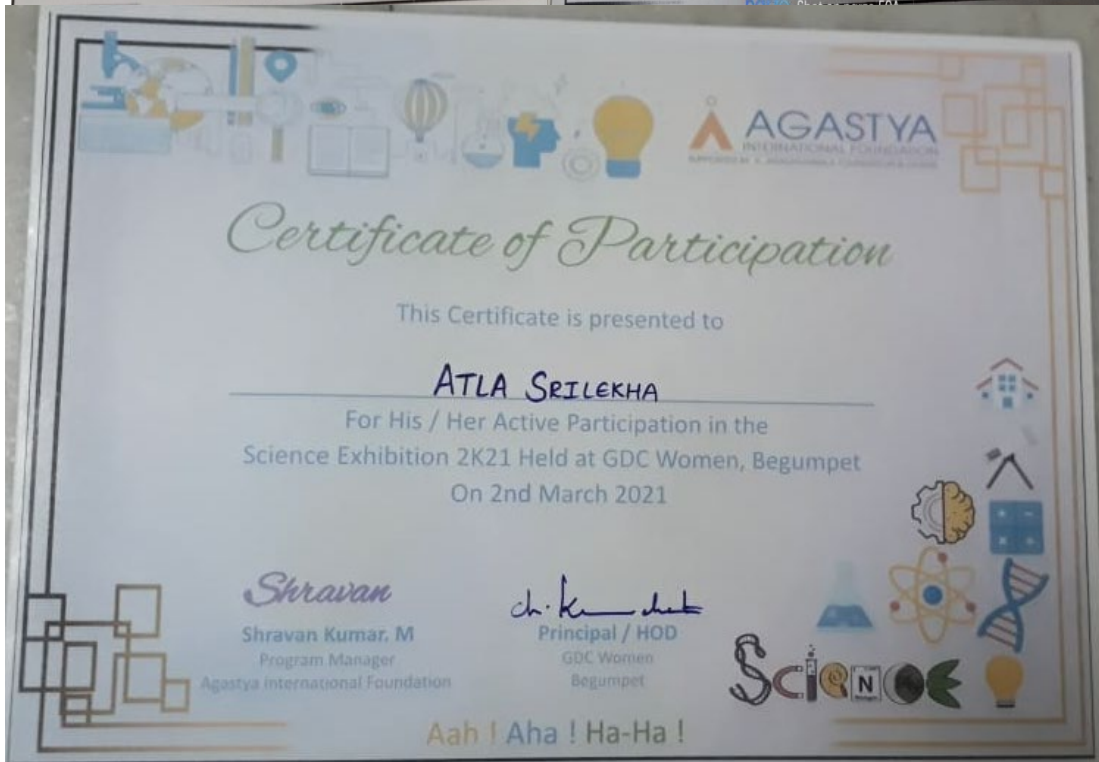 AGASTYA
INTERNATIONAL FOUNDATION
Certificate of Participation
This Certificate is presented to
ATLA SRILEKHA
For His / Her Active Participation in the
Science Exhibition 2K21 Held at GDC Women, Begumpet
On 2nd March 2021
Shravan
Shravan Kumar. M
Program Manager
Agastya International Foundation
Principal / HOD
GDC Women
Begumpet
SCIENCE
Aah ! Aha ! Ha-Ha !